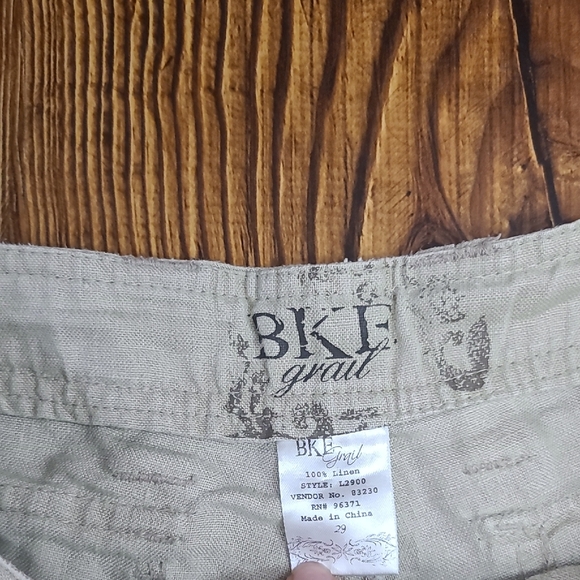 BKE
grail
BKE
Grail
100% Linen
STYLE: L2900
VENDOR No. 83230
RN# 96371
Made in China
29